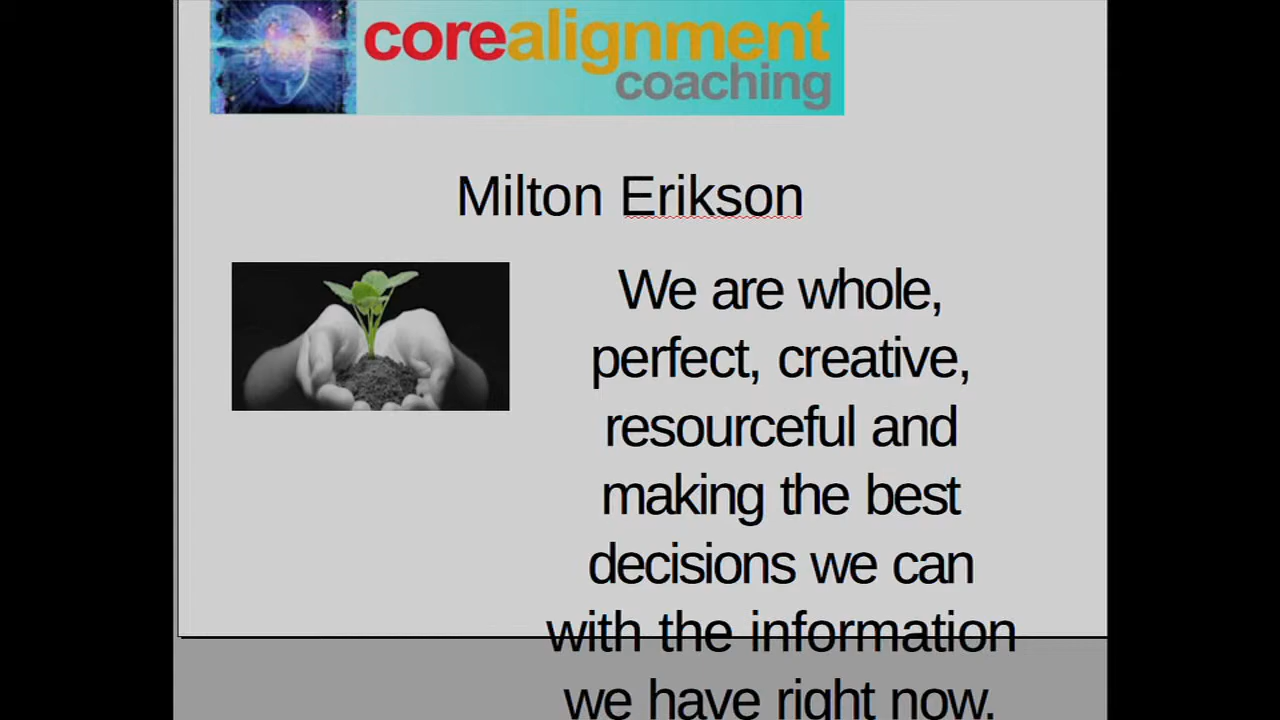 corealignment
coaching
Milton Erikson
We are whole,
perfect, creative,
resourceful and
making the best
decisions we can
with the information
we have right now.